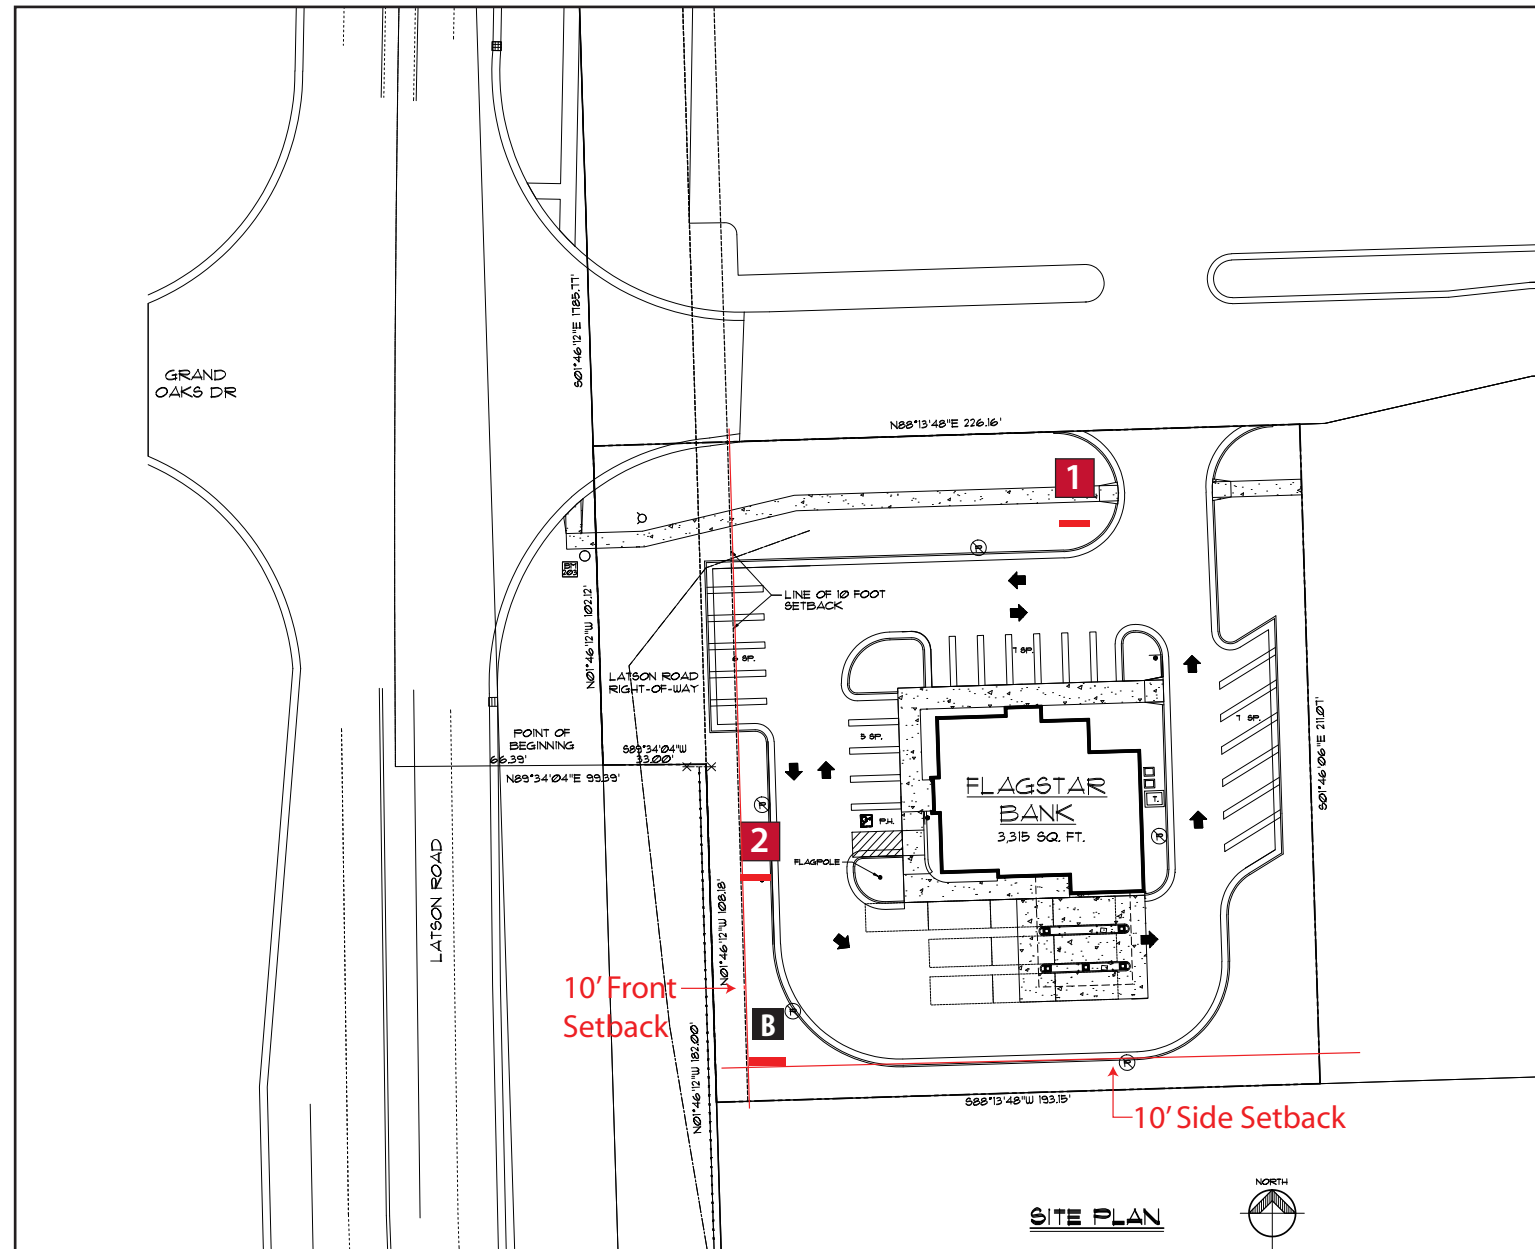 S01°46'12"E 1785.77'
GRAND
OAKS DR
N88°13'48"E 226.16'
1
BM
203
LINE OF 10 FOOT
SETBACK
N01°46'12"W 102.12'
6 SP.
7 SP.
LATSON ROAD
RIGHT-OF-WAY
7 SP.
5 SP.
POINT OF
BEGINNING
S89°34'04"W
33.00'
66.39'
N89°34'04"E 99.39'
S01°46'06"E 211.07'
FLAGSTAR
BANK
3,315 SQ. FT.
T.
P.H.
2
FLAGPOLE
LATSON ROAD
N01°46'12"W 108.18'
10' Front
Setback
B
N01°46'12"W 182.00'
S88°13'48"W 193.15'
10' Side Setback
NORTH
SITE PLAN